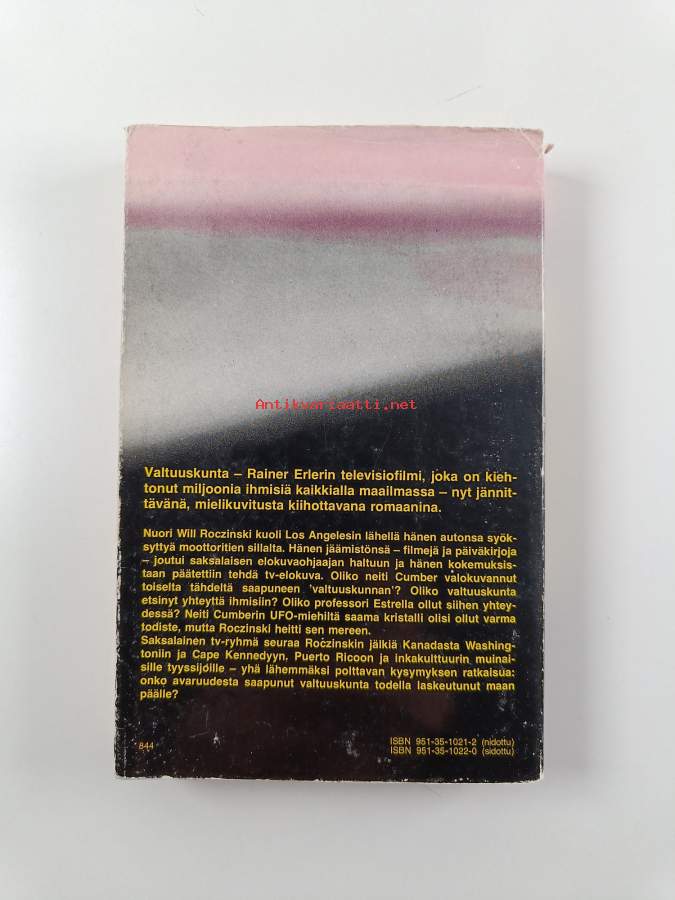 Antikvariaatti.net
Valtuuskunta – Rainer Erlerin televisiofilmi, joka on kieh-
tonut miljoonia ihmisiä kaikkialla maailmassa – nyt jännit-
tävänä, mielikuvitusta kiihottavana romaanina.
Nuori Will Roczinski kuoli Los Angelesin lähellä hänen autonsa syök-
syttyä moottoritien sillalta. Hänen jäämistönsä – filmejä ja päiväkirjoja
– joutui saksalaisen elokuvaohjaajan haltuun ja hänen kokemuksis-
taan päätettiin tehdä tv-elokuva. Oliko neiti Cumber valokuvannut
toiselta tähdeltä saapuneen 'valtuuskunnan'? Oliko valtuuskunta
etsinyt yhteyttä ihmisiin? Oliko professori Estrella ollut siihen yhtey-
dessä? Neiti Cumberin UFO-miehiltä saama kristalli olisi ollut varma
todiste, mutta Roczinski heitti sen mereen.
Saksalainen tv-ryhmä seuraa Roczinskin jälkiä Kanadasta Washing-
toniin ja Cape Kennedyyn, Puerto Ricoon ja inkakulttuurin muinai-
sille tyyssijoille – yhä lähemmäksi polttavan kysymyksen ratkaisua:
onko avaruudesta saapunut valtuuskunta todella laskeutunut maan
päälle?
844
ISBN 951-35-1021-2 (nidottu)
ISBN 951-35-1022-0 (sidottu)